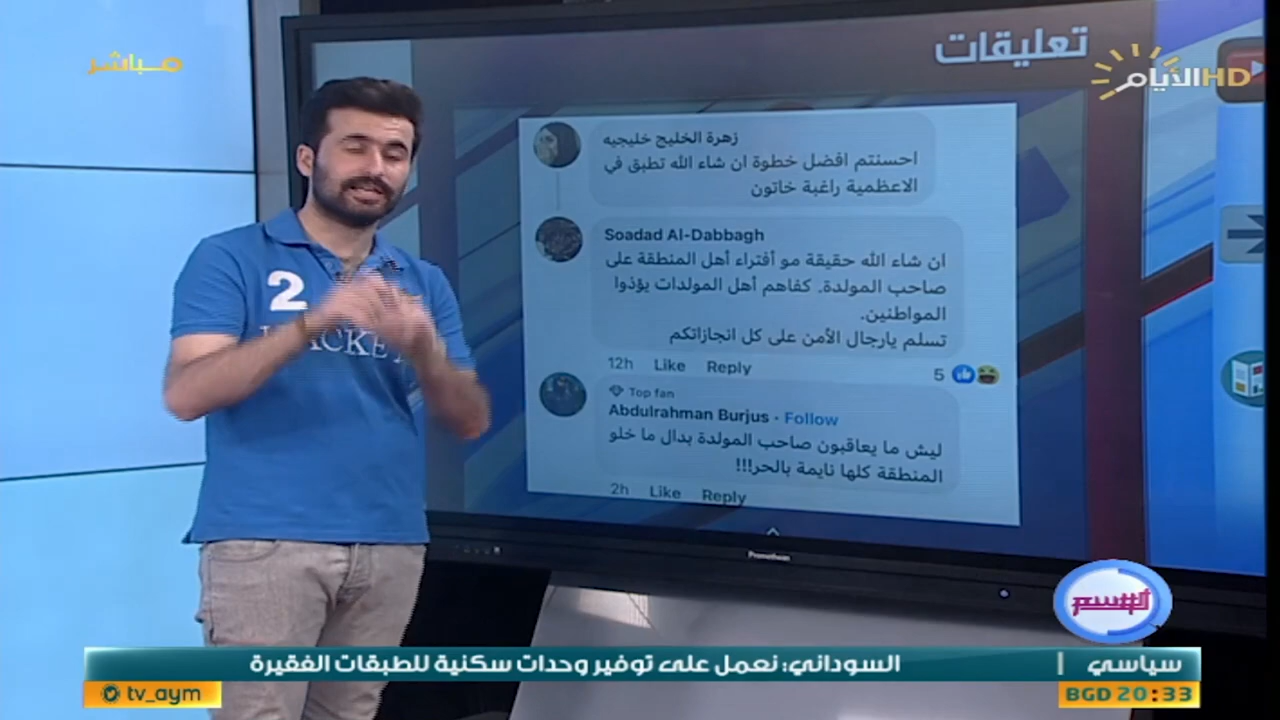 مباشر
تعليقات
الأيام HD
زهرة الخليج خليجيه
احسنتم افضل خطوة ان شاء الله تطبق في
الاعظمية راغبة خاتون
Soadad Al-Dabbagh
ان شاء الله حقيقة مو أفتراء أهل المنطقة على
صاحب المولدة. كفاهم أهل المولدات يؤذوا
المواطنين.
تسلم يارجال الأمن على كل انجازاتكم
12h Like Reply 5
Top fan
Abdulrahman Burjus · Follow
ليش ما يعاقبون صاحب المولدة بدال ما خلو
المنطقة كلها نايمة بالحر!!!
2h Like Reply
2
Promethean
سياسي | السوداني: نعمل على توفير وحدات سكنية للطبقات الفقيرة
tv_aym
BGD 20:33